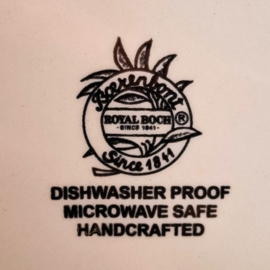 Boerenbont
ROYAL BOCH ®
- SINCE 1841 -
Since 1841
DISHWASHER PROOF
MICROWAVE SAFE
HANDCRAFTED